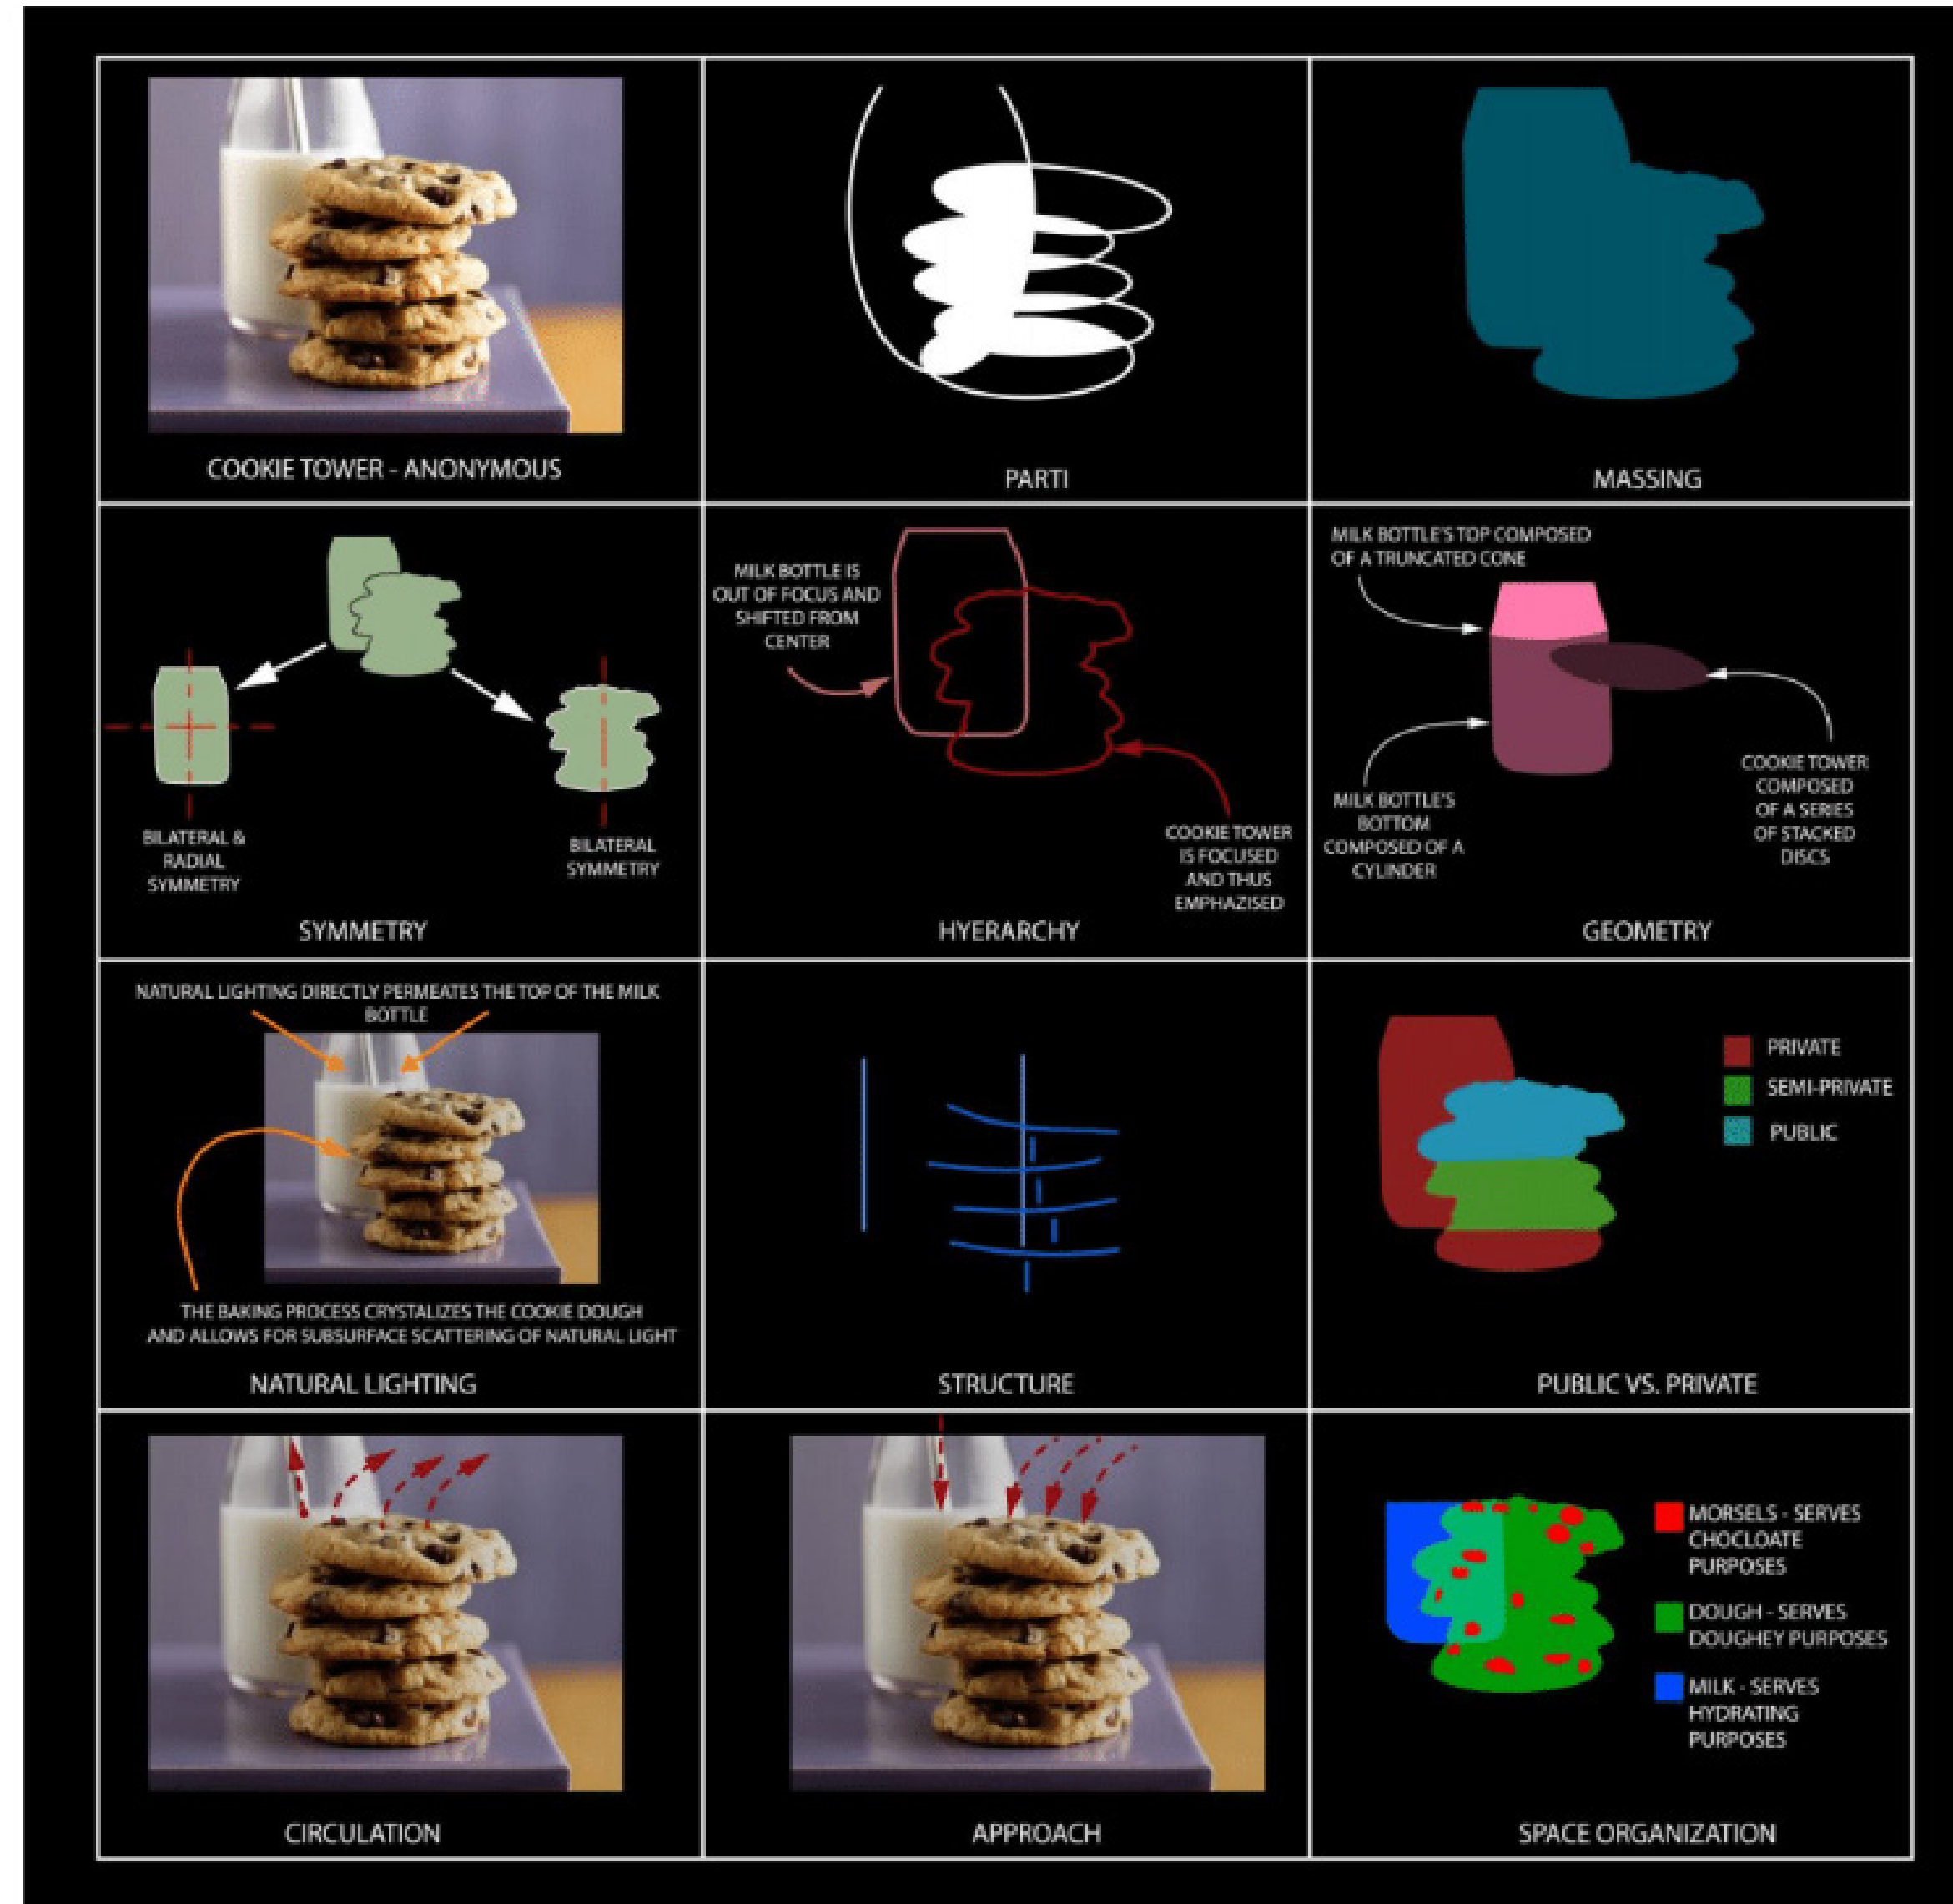 COOKIE TOWER - ANONYMOUS
PARTI
MASSING
BILATERAL &
RADIAL
SYMMETRY
BILATERAL
SYMMETRY
SYMMETRY
MILK BOTTLE IS
OUT OF FOCUS AND
SHIFTED FROM
CENTER
COOKIE TOWER
IS FOCUSED
AND THUS
EMPHAZISED
HYERARCHY
MILK BOTTLE'S TOP COMPOSED
OF A TRUNCATED CONE
MILK BOTTLE'S
BOTTOM
COMPOSED OF A
CYLINDER
COOKIE TOWER
COMPOSED
OF A SERIES
OF STACKED
DISCS
GEOMETRY
NATURAL LIGHTING DIRECTLY PERMEATES THE TOP OF THE MILK
BOTTLE
THE BAKING PROCESS CRYSTALIZES THE COOKIE DOUGH
AND ALLOWS FOR SUBSURFACE SCATTERING OF NATURAL LIGHT
NATURAL LIGHTING
STRUCTURE
PRIVATE
SEMI-PRIVATE
PUBLIC
PUBLIC VS. PRIVATE
CIRCULATION
APPROACH
MORSELS - SERVES
CHOCLOATE
PURPOSES
DOUGH - SERVES
DOUGHEY PURPOSES
MILK - SERVES
HYDRATING
PURPOSES
SPACE ORGANIZATION